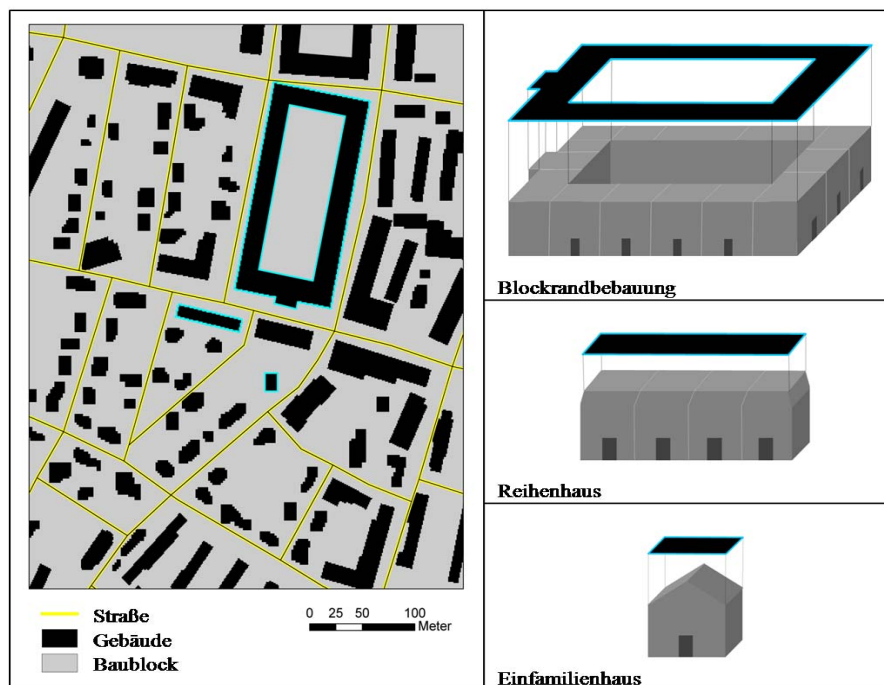 Straße
Gebäude
Baublock
0 25 50 100
Meter
Blockrandbebauung
Reihenhaus
Einfamilienhaus